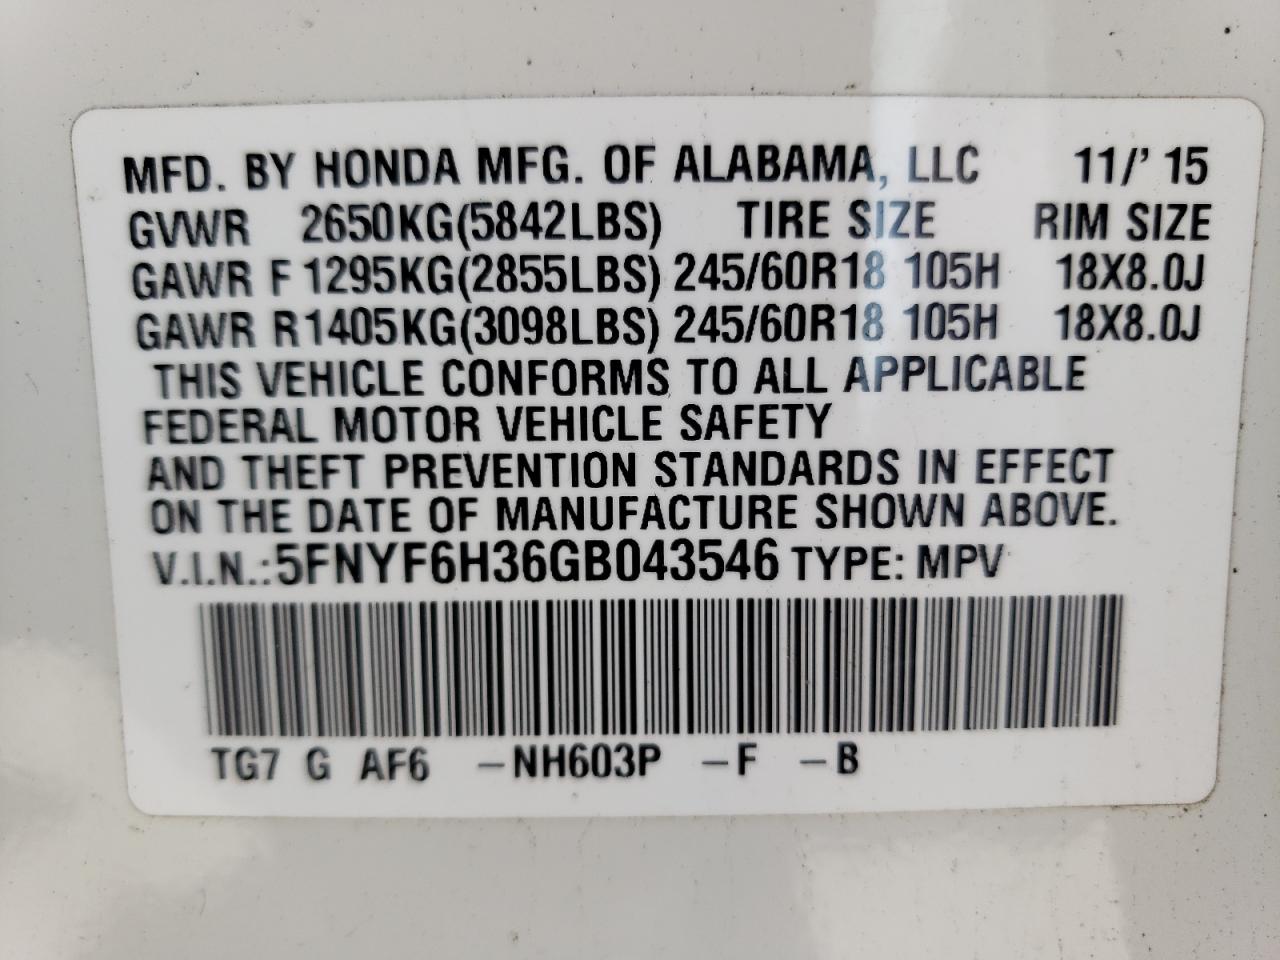 MFD. BY HONDA MFG. OF ALABAMA, LLC 11/' 15
GVWR 2650KG(5842LBS) TIRE SIZE RIM SIZE
GAWR F 1295KG(2855LBS) 245/60R18 105H 18X8.0J
GAWR R1405KG(3098LBS) 245/60R18 105H 18X8.0J
THIS VEHICLE CONFORMS TO ALL APPLICABLE
FEDERAL MOTOR VEHICLE SAFETY
AND THEFT PREVENTION STANDARDS IN EFFECT
ON THE DATE OF MANUFACTURE SHOWN ABOVE.
V.I.N.:5FNYF6H36GB043546 TYPE: MPV
TG7 G AF6 -NH603P -F -B